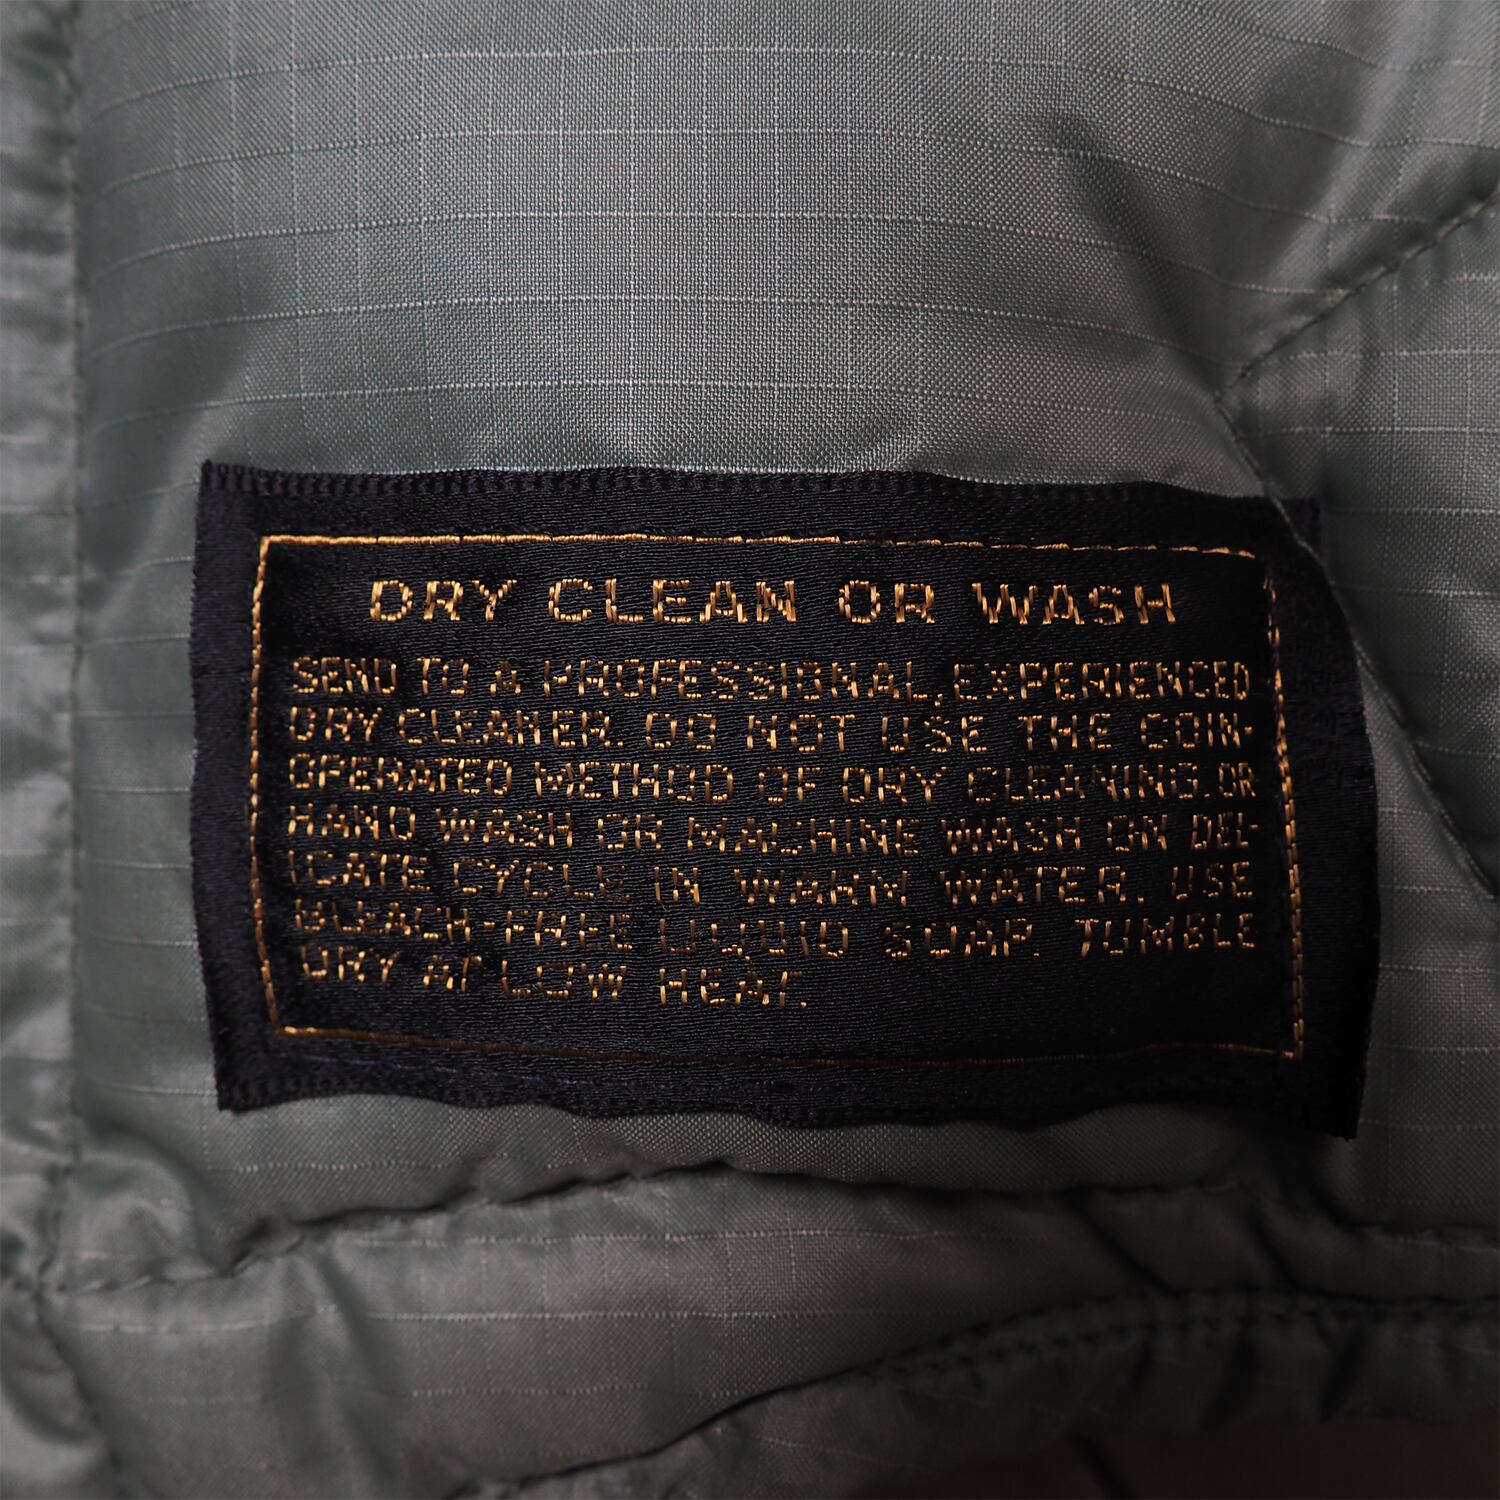 DRY CLEAN OR WASH
SEND TO A PROFESSIONAL, EXPERIENCED
DRY CLEANER. DO NOT USE THE COIN-
OPERATED METHOD OF DRY CLEANING. OR
HAND WASH OR MACHINE WASH ON DEL-
ICATE CYCLE IN WARM WATER. USE
BLEACH-FREE LIQUID SOAP. TUMBLE
DRY AT LOW HEAT.